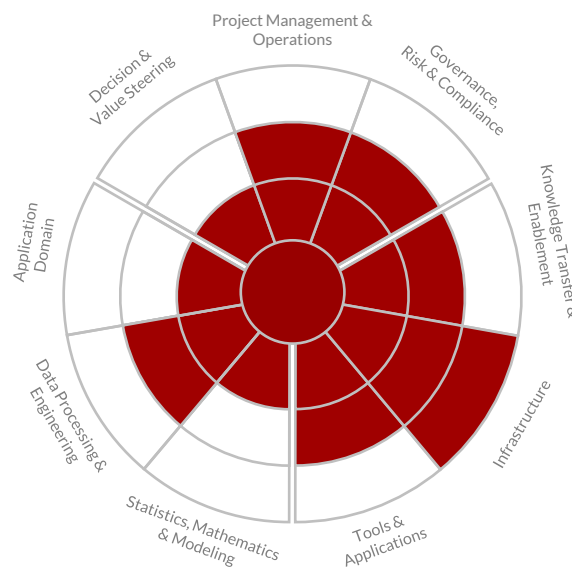 Project Management &
Operations
Governance,
Risk & Compliance
Knowledge Transfer &
Enablement
Infrastructure
Tools &
Applications
Statistics, Mathematics
& Modeling
Data Processing &
Engineering
Application
Domain
Decision &
Value Steering